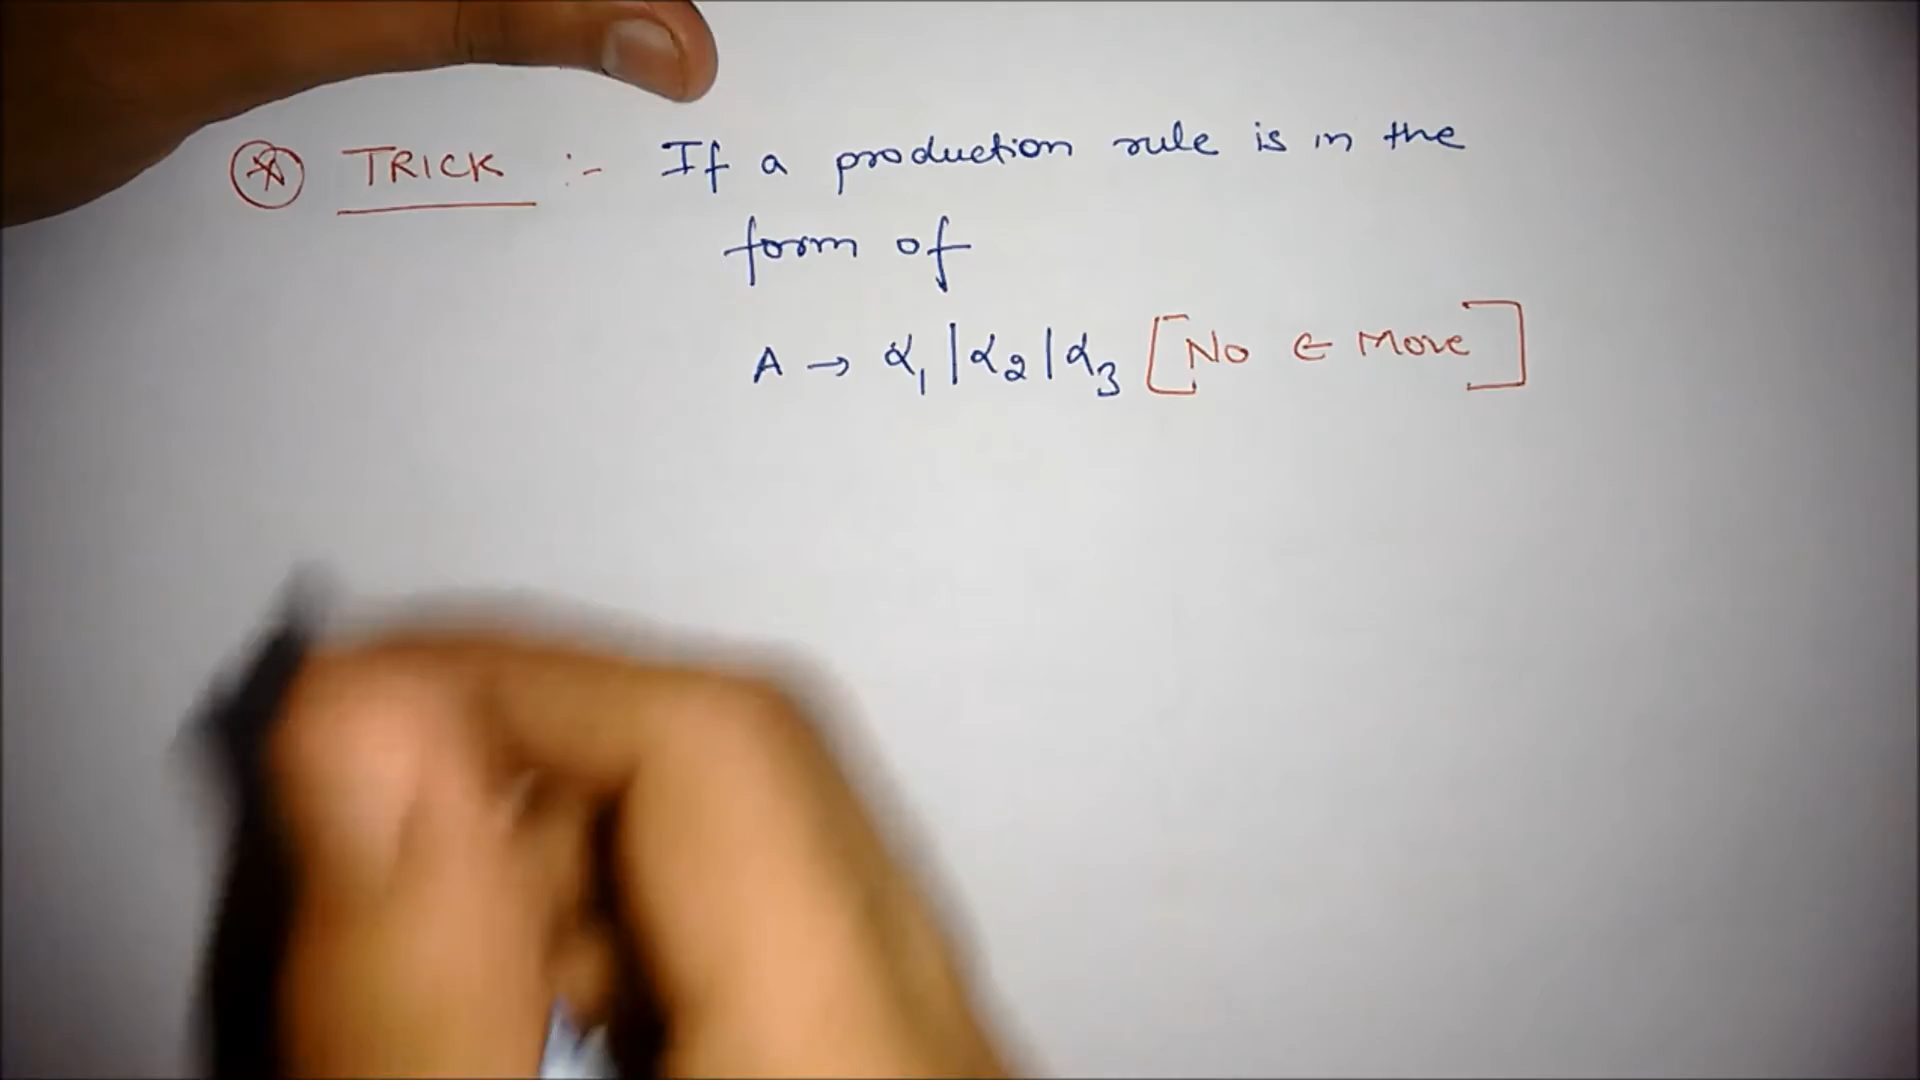 TRICK :- If a production rule is in the
form of
A → α₁ | α₂ | α₃ [No ∈ Move]